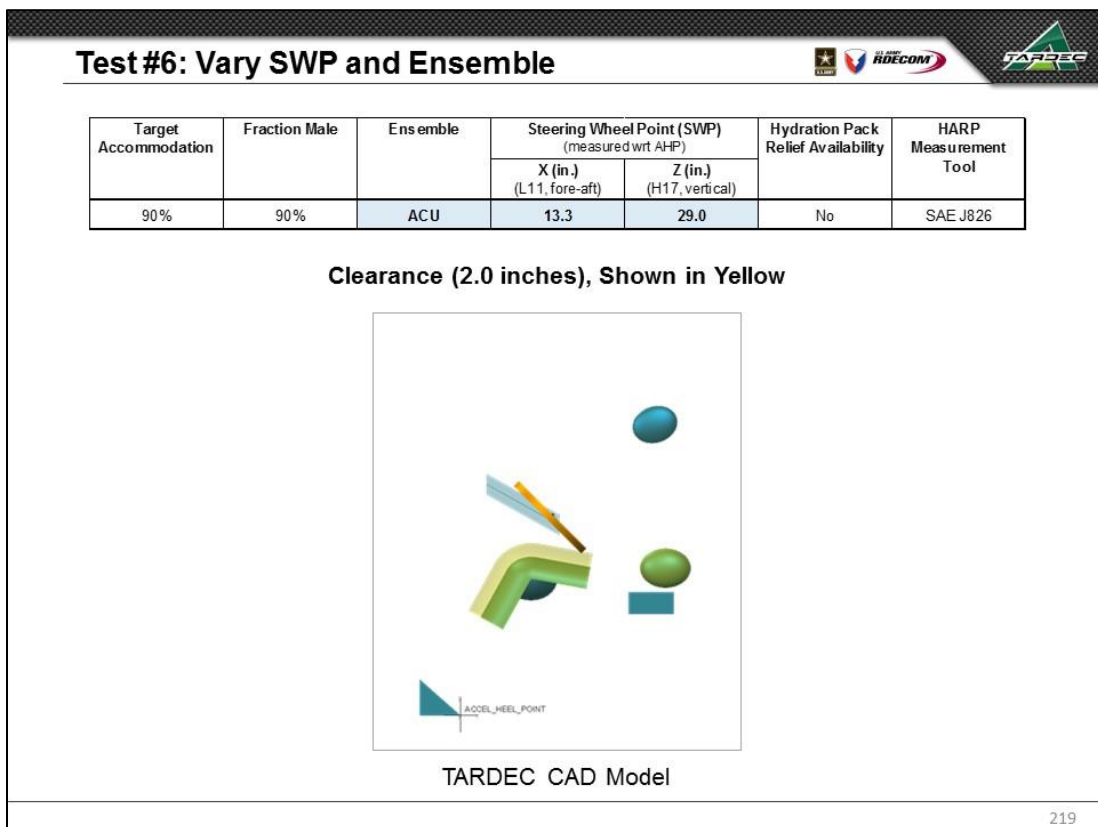 Test #6: Vary SWP and Ensemble
U.S. ARMY
U.S. ARMY
RDECOM
TARDEC
Target Accommodation
Fraction Male
Ensemble
Steering Wheel Point (SWP)
(measured wrt AHP)
Hydration Pack Relief Availability
HARP Measurement Tool
X (in.)
(L11, fore-aft)
Z (in.)
(H17, vertical)
90%
90%
ACU
13.3
29.0
No
SAE J826
Clearance (2.0 inches), Shown in Yellow
ACCEL_HEEL_POINT
TARDEC CAD Model
219